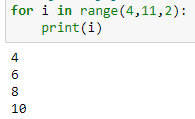 for i in range(4,11,2):
    print(i)
4
6
8
10